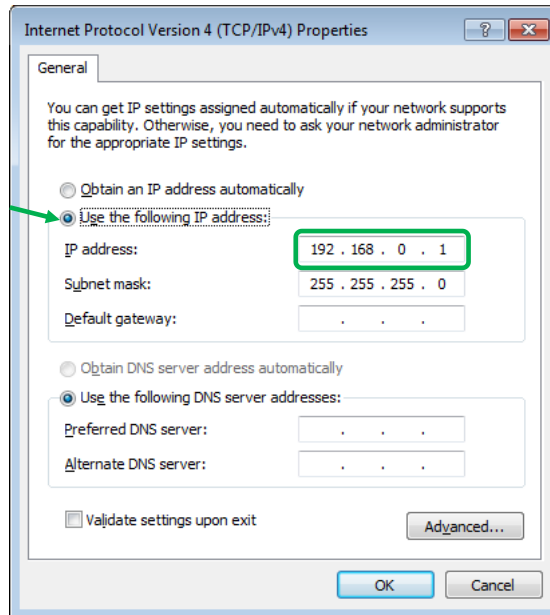 Internet Protocol Version 4 (TCP/IPv4) Properties
General
You can get IP settings assigned automatically if your network supports
this capability. Otherwise, you need to ask your network administrator
for the appropriate IP settings.
Obtain an IP address automatically
Use the following IP address:
IP address: 192 . 168 . 0 . 1
Subnet mask: 255 . 255 . 255 . 0
Default gateway: . . .
Obtain DNS server address automatically
Use the following DNS server addresses:
Preferred DNS server: . . .
Alternate DNS server: . . .
Validate settings upon exit
Advanced...
OK Cancel